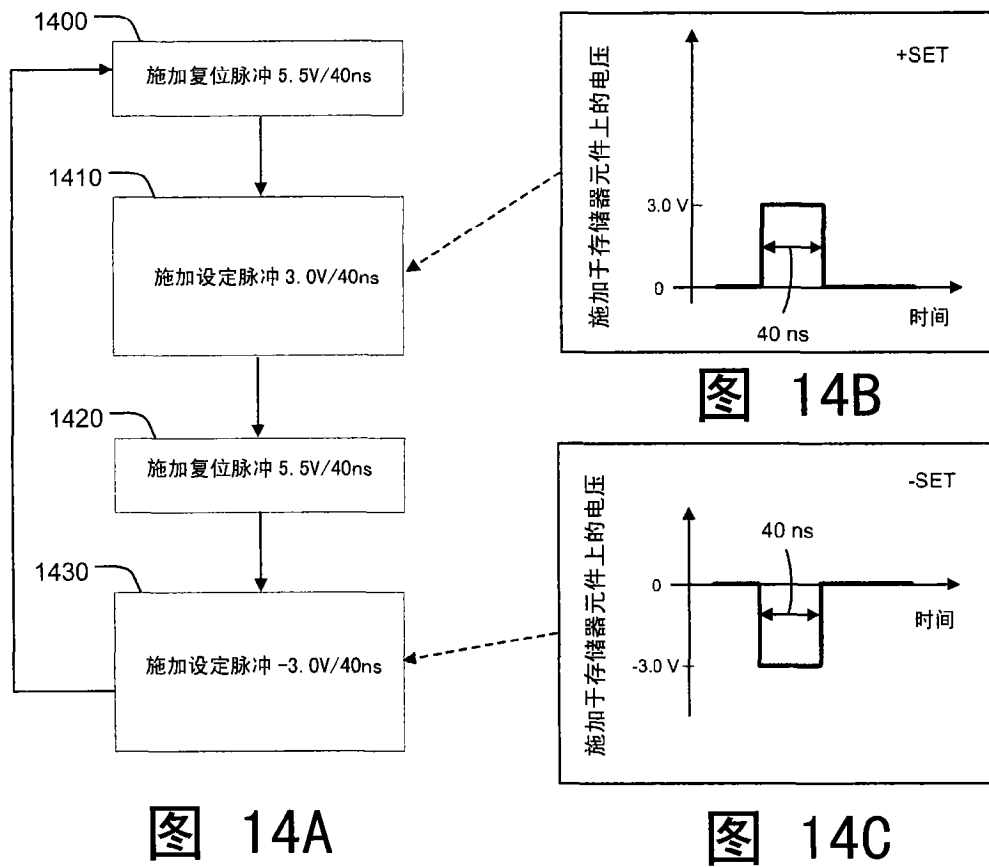 1400
施加复位脉冲 5.5V/40ns
1410
施加设定脉冲 3.0V/40ns
1420
施加复位脉冲 5.5V/40ns
1430
施加设定脉冲 -3.0V/40ns
图 14A
施加于存储器元件上的电压
+SET
3.0 V
0
时间
40 ns
图 14B
施加于存储器元件上的电压
-SET
40 ns
0
时间
-3.0 V
图 14C